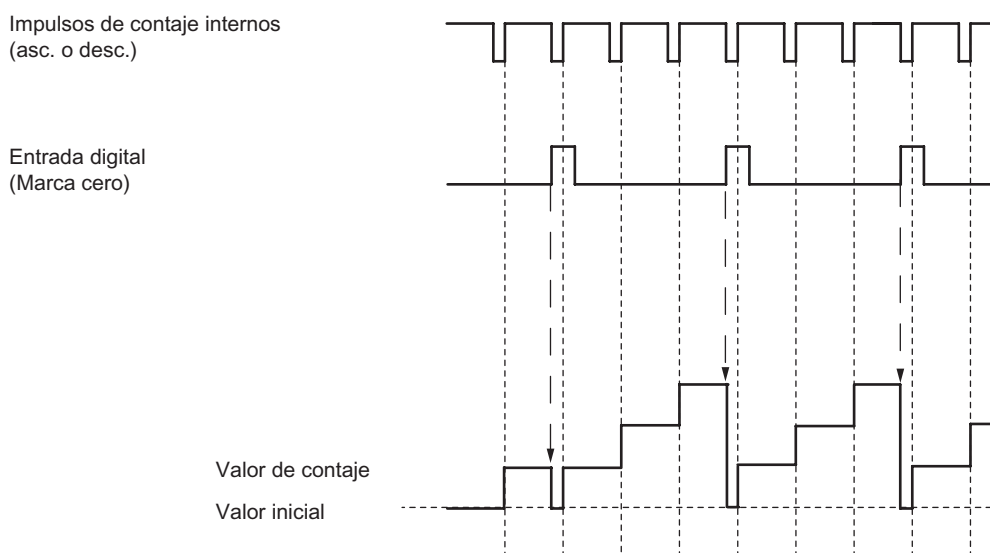 Impulsos de contaje internos
(asc. o desc.)
Entrada digital
(Marca cero)
Valor de contaje
Valor inicial